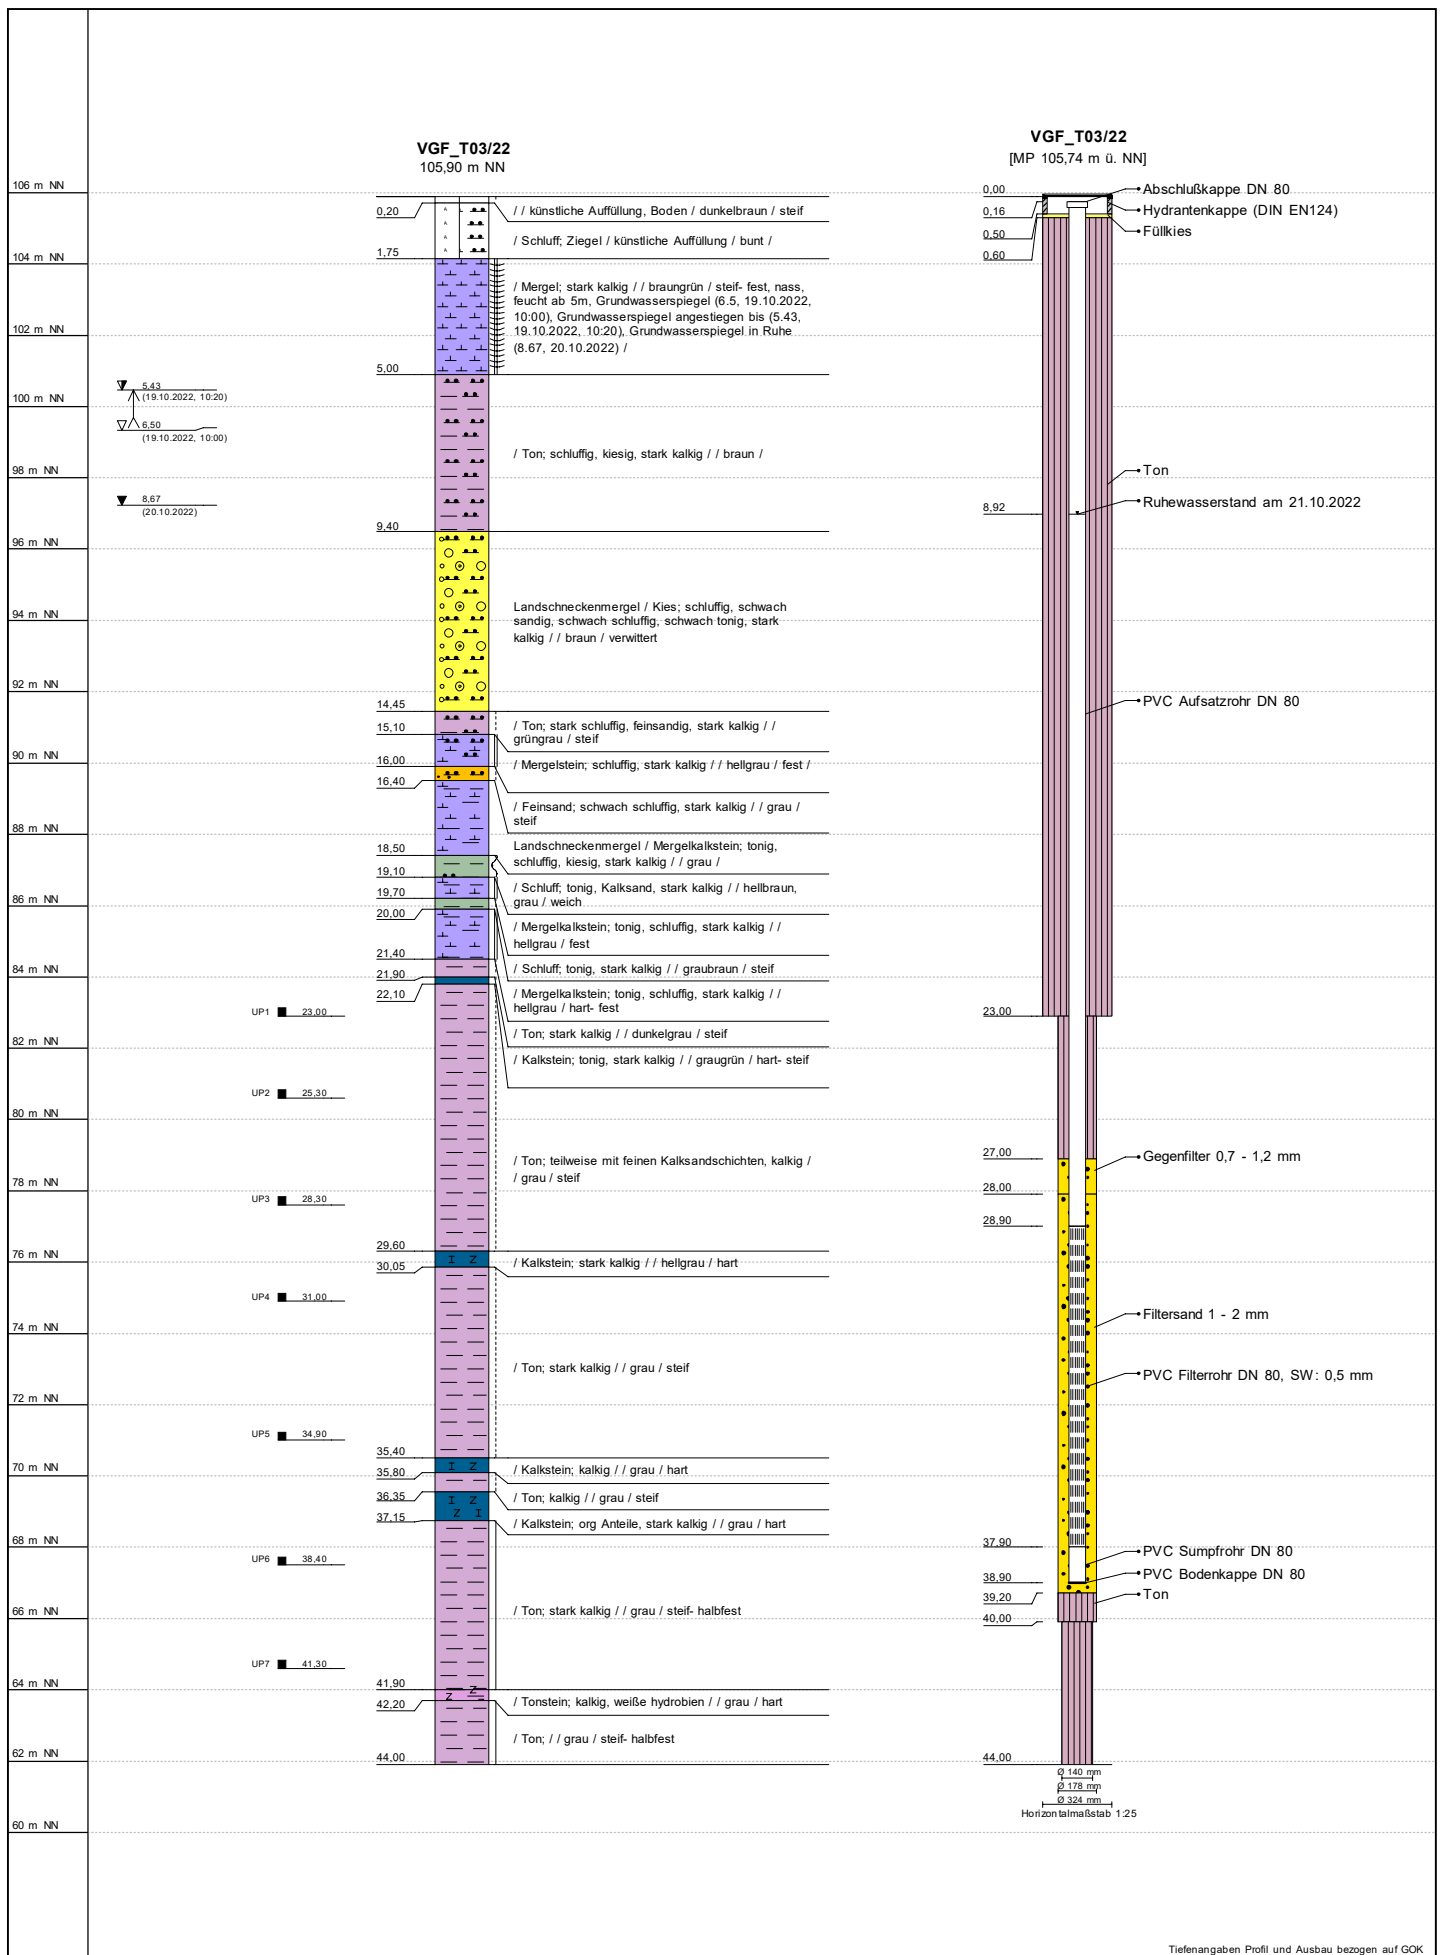 VGF_T03/22
105,90 m NN
VGF_T03/22
[MP 105,74 m ü. NN]
106 m NN
104 m NN
102 m NN
100 m NN
98 m NN
96 m NN
94 m NN
92 m NN
90 m NN
88 m NN
86 m NN
84 m NN
82 m NN
80 m NN
78 m NN
76 m NN
74 m NN
72 m NN
70 m NN
68 m NN
66 m NN
64 m NN
62 m NN
60 m NN
5,43
(19.10.2022, 10:20)
6,50
(19.10.2022, 10:00)
8,67
(20.10.2022)
UP1 23,00
UP2 25,30
UP3 28,30
UP4 31,00
UP5 34,90
UP6 38,40
UP7 41,30
0,20
1,75
5,00
9,40
14,45
15,10
16,00
16,40
18,50
19,10
19,70
20,00
21,40
21,90
22,10
29,60
30,05
35,40
35,80
36,35
37,15
41,90
42,20
44,00
/ / künstliche Auffüllung, Boden / dunkelbraun / steif
/ Schluff; Ziegel / künstliche Auffüllung / bunt /
/ Mergel; stark kalkig / / braungrün / steif- fest, nass,
feucht ab 5m, Grundwasserspiegel (6.5, 19.10.2022,
10:00), Grundwasserspiegel angestiegen bis (5.43,
19.10.2022, 10:20), Grundwasserspiegel in Ruhe
(8.67, 20.10.2022) /
/ Ton; schluffig, kiesig, stark kalkig / / braun /
Landschneckenmergel / Kies; schluffig, schwach
sandig, schwach schluffig, schwach tonig, stark
kalkig / / braun / verwittert
/ Ton; stark schluffig, feinsandig, stark kalkig / /
grüngrau / steif
/ Mergelstein; schluffig, stark kalkig / / hellgrau / fest /
/ Feinsand; schwach schluffig, stark kalkig / / grau /
steif
Landschneckenmergel / Mergelkalkstein; tonig,
schluffig, kiesig, stark kalkig / / grau /
/ Schluff; tonig, Kalksand, stark kalkig / / hellbraun,
grau / weich
/ Mergelkalkstein; tonig, schluffig, stark kalkig / /
hellgrau / fest
/ Schluff; tonig, stark kalkig / / graubraun / steif
/ Mergelkalkstein; tonig, schluffig, stark kalkig / /
hellgrau / hart- fest
/ Ton; stark kalkig / / dunkelgrau / steif
/ Kalkstein; tonig, stark kalkig / / graugrün / hart- steif
/ Ton; teilweise mit feinen Kalksandschichten, kalkig /
/ grau / steif
/ Kalkstein; stark kalkig / / hellgrau / hart
/ Ton; stark kalkig / / grau / steif
/ Kalkstein; kalkig / / grau / hart
/ Ton; kalkig / / grau / steif
/ Kalkstein; org Anteile, stark kalkig / / grau / hart
/ Ton; stark kalkig / / grau / steif- halbfest
/ Tonstein; kalkig, weiße hydrobien / / grau / hart
/ Ton; / / grau / steif- halbfest
0,00
0,16
0,50
0,60
8,92
23,00
27,00
28,00
28,90
37,90
38,90
39,20
40,00
44,00
Abschlußkappe DN 80
Hydrantenkappe (DIN EN124)
Füllkies
Ton
Ruhewasserstand am 21.10.2022
PVC Aufsatzrohr DN 80
Gegenfilter 0,7 - 1,2 mm
Filtersand 1 - 2 mm
PVC Filterrohr DN 80, SW: 0,5 mm
PVC Sumpfrohr DN 80
PVC Bodenkappe DN 80
Ton
Ø 140 mm
Ø 178 mm
Ø 324 mm
Horizontalmaßstab 1:25
Tiefenangaben Profil und Ausbau bezogen auf GOK